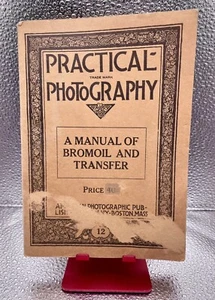 PRACTICAL
TRADE MARK
PHOTOGRAPHY
A MANUAL OF
BROMOIL AND
TRANSFER
PRICE
PHOTOGRAPHIC PUB-
BOSTON, MASS
12